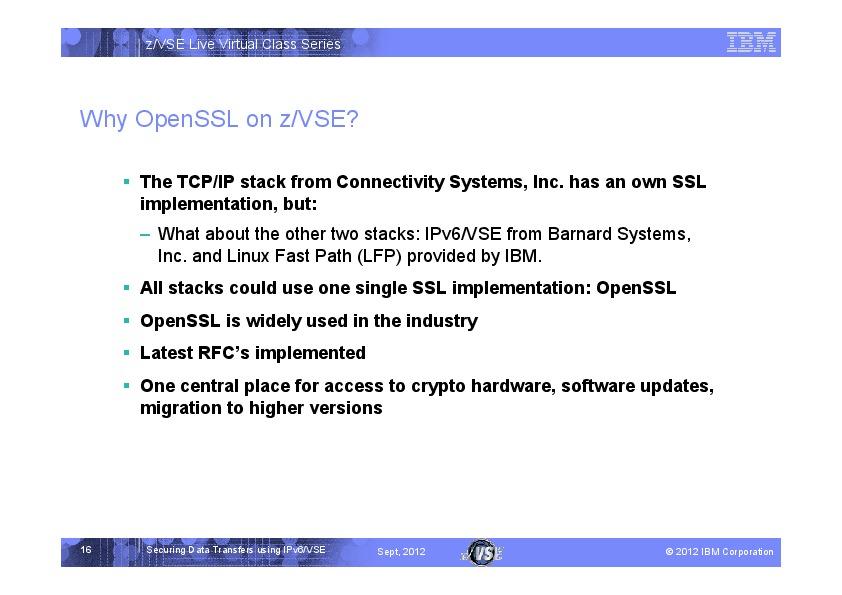 z/VSE Live Virtual Class Series
IBM
Why OpenSSL on z/VSE?
▪ The TCP/IP stack from Connectivity Systems, Inc. has an own SSL
implementation, but:
– What about the other two stacks: IPv6/VSE from Barnard Systems,
Inc. and Linux Fast Path (LFP) provided by IBM.
▪ All stacks could use one single SSL implementation: OpenSSL
▪ OpenSSL is widely used in the industry
▪ Latest RFC’s implemented
▪ One central place for access to crypto hardware, software updates,
migration to higher versions
16
Securing Data Transfers using IPv6/VSE
Sept, 2012
z/VSE
© 2012 IBM Corporation